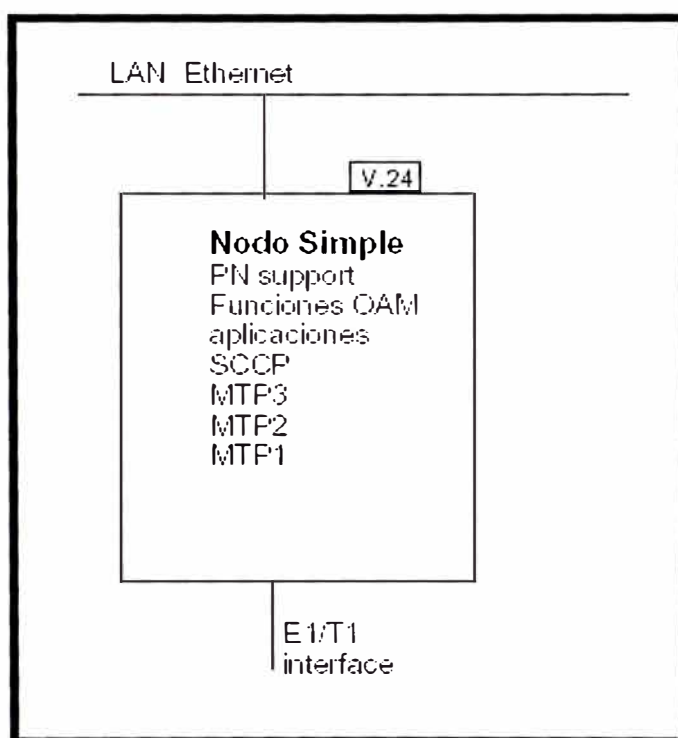 LAN Ethernet
V.24
Nodo Simple
PN support
Funciones OAM
aplicaciones
SCCP
MTP3
MTP2
MTP1
E1/T1
interface